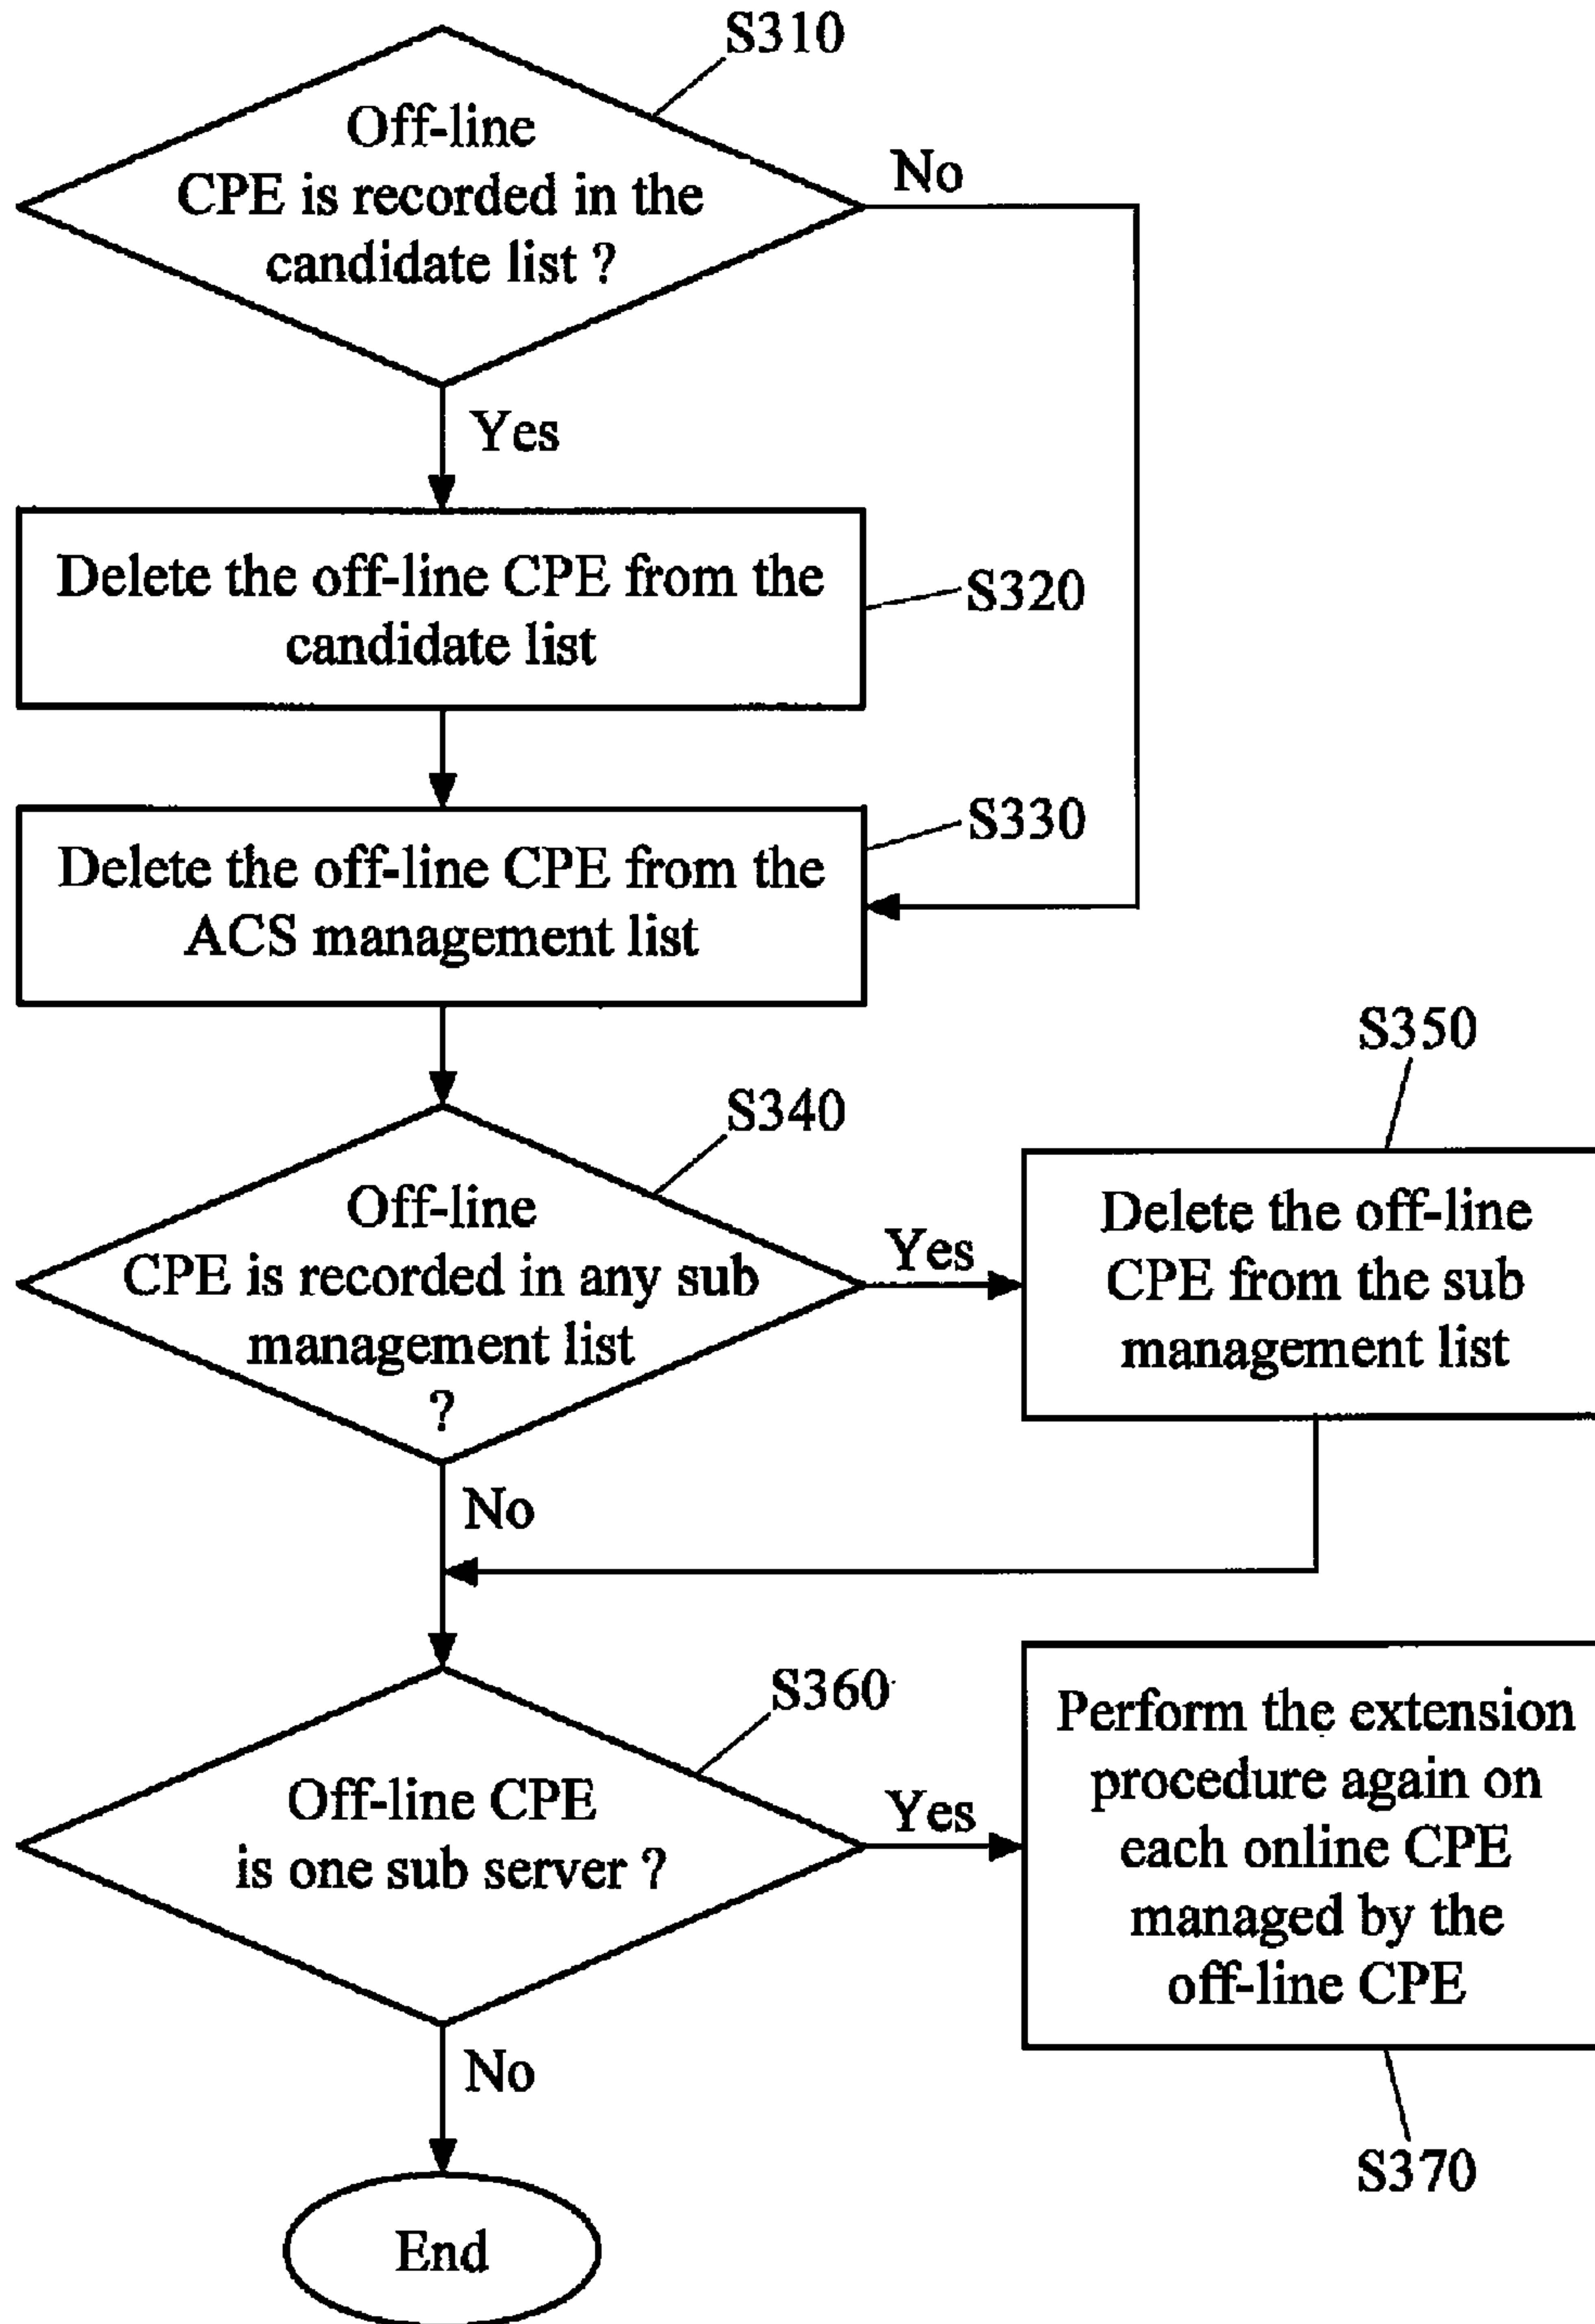 S310
Off-line
CPE is recorded in the
candidate list ?
No
Yes
Delete the off-line CPE from the
candidate list
S320
Delete the off-line CPE from the
ACS management list
S330
S340
Off-line
CPE is recorded in any sub
management list
?
Yes
S350
Delete the off-line
CPE from the sub
management list
No
S360
Off-line CPE
is one sub server ?
Yes
Perform the extension
procedure again on
each online CPE
managed by the
off-line CPE
S370
No
End